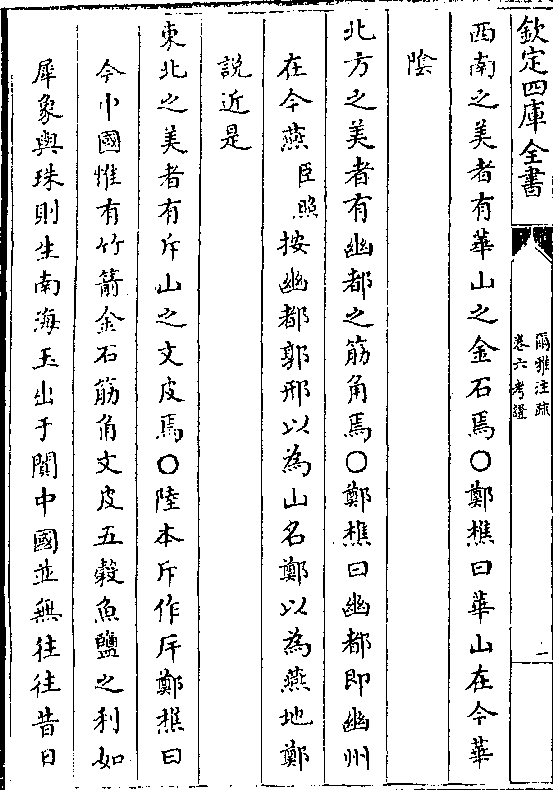 欽定四庫全書
爾雅注疏
卷六考證
二
西南之美者有華山之金石焉○鄭樵曰華山在今華
陰
北方之美者有幽都之筋角焉○鄭樵曰幽都即幽州
在今燕臣照按幽都郭邢以為山名鄭以為燕地鄭
說近是
東北之美者有斥山之文皮焉○陸本斥作㡿鄭樵曰
今中國惟有竹箭金石筋角文皮五穀魚鹽之利如
犀象與珠則生南海玉出于闐中國並無往往昔日